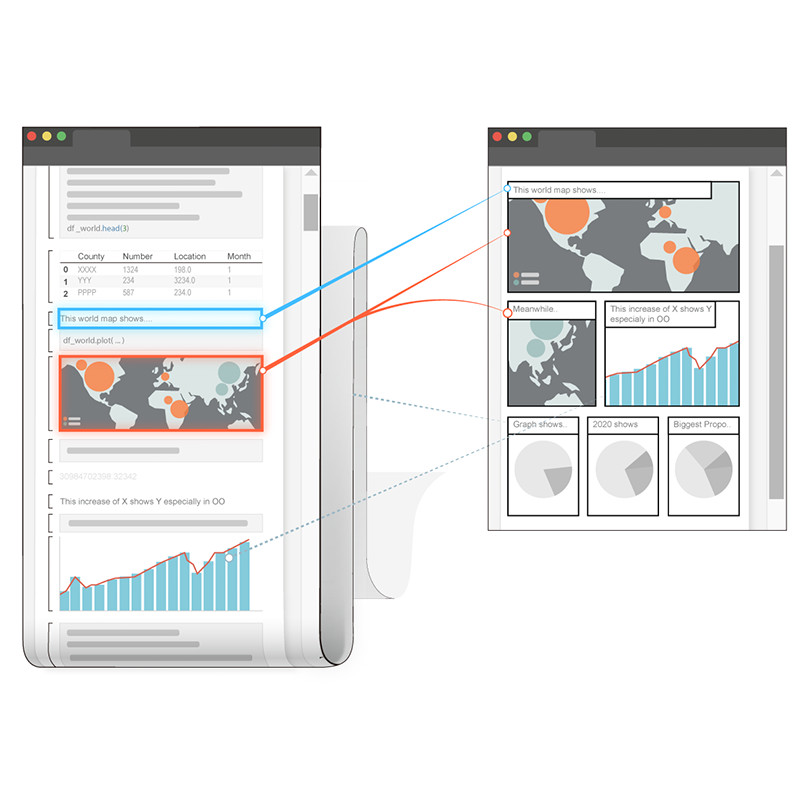 df_world.head(3)
County Number Location Month
0 XXXX 1324 198.0 1
1 YYY 234 3234.0 1
2 PPPP 587 234.0 1
This world map shows....
df_world.plot( ... )
30984702398.32342
This increase of X shows Y especially in OO
This world map shows....
Meanwhile..
This increase of X shows Y
especialy in OO
Graph shows..
2020 shows
Biggest Propo..